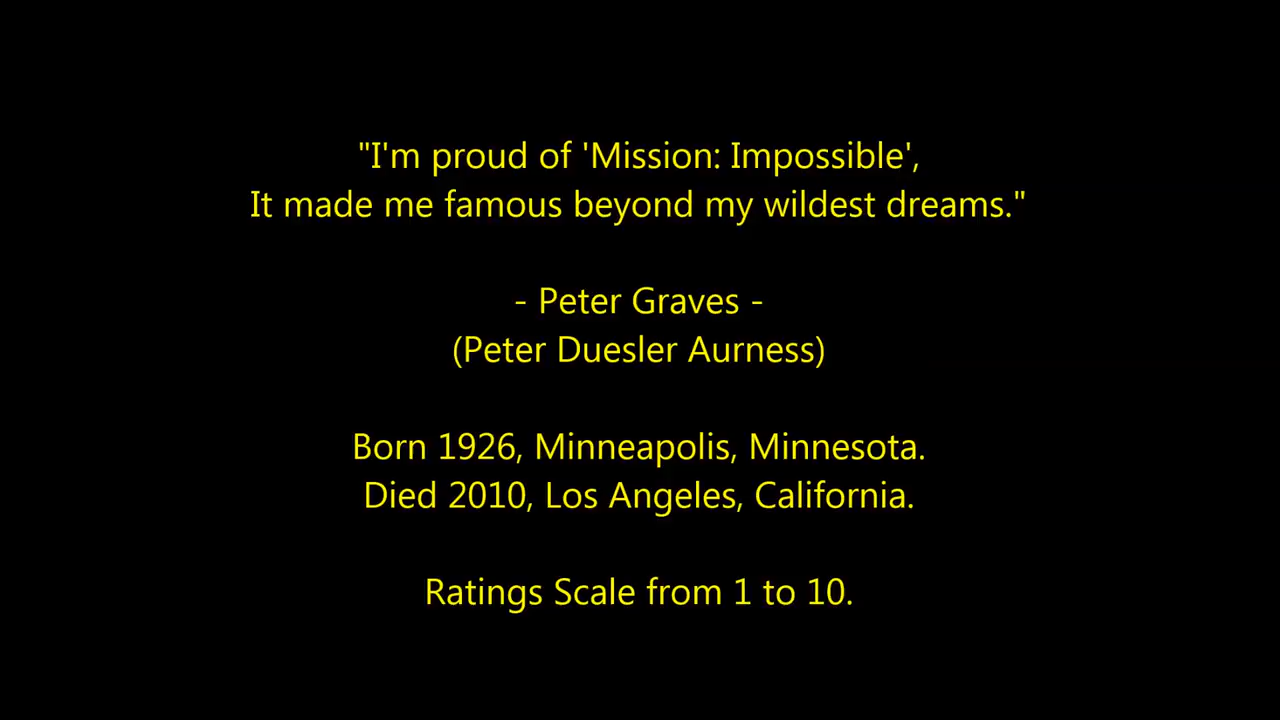 "I'm proud of 'Mission: Impossible',
It made me famous beyond my wildest dreams."
- Peter Graves -
(Peter Duesler Aurness)
Born 1926, Minneapolis, Minnesota.
Died 2010, Los Angeles, California.
Ratings Scale from 1 to 10.